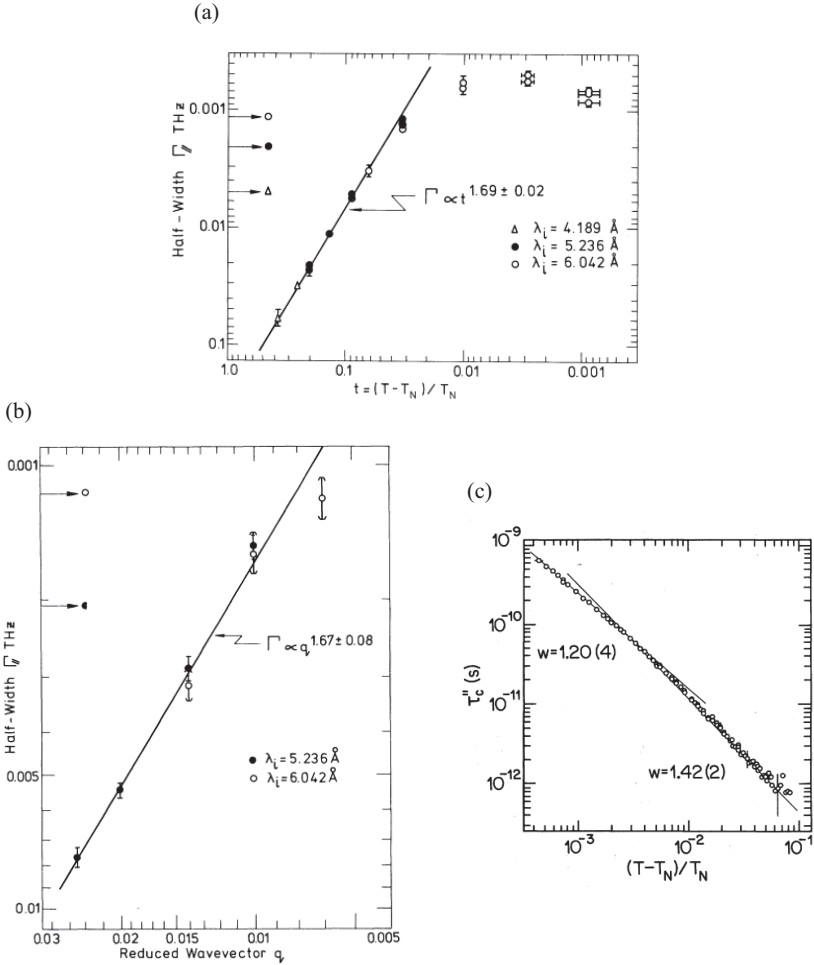 (a)
0.001
0.01
0.1
Half-Width Γ∥ THz
Γ ∝ t^1.69 ± 0.02
△ λi = 4.189 Å
● λi = 5.236 Å
○ λi = 6.042 Å
1.0 0.1 0.01 0.001
t = (T-TN)/TN
(b)
0.001
0.005
0.01
Half-Width Γ∥ THz
Γ ∝ q^1.67 ± 0.08
● λi = 5.236 Å
○ λi = 6.042 Å
0.03 0.02 0.015 0.01 0.005
Reduced Wavevector q
(c)
10^-9
10^-10
10^-11
10^-12
τc'' (s)
w=1.20(4)
w=1.42(2)
10^-3 10^-2 10^-1
(T-TN)/TN